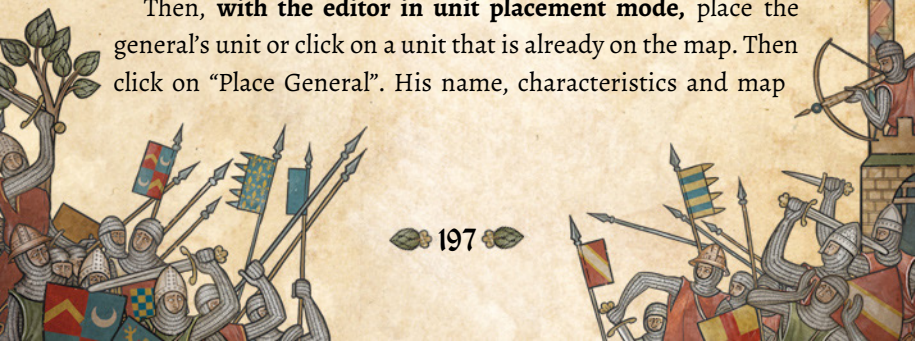 Then, with the editor in unit placement mode, place the
general’s unit or click on a unit that is already on the map. Then
click on “Place General”. His name, characteristics and map
197